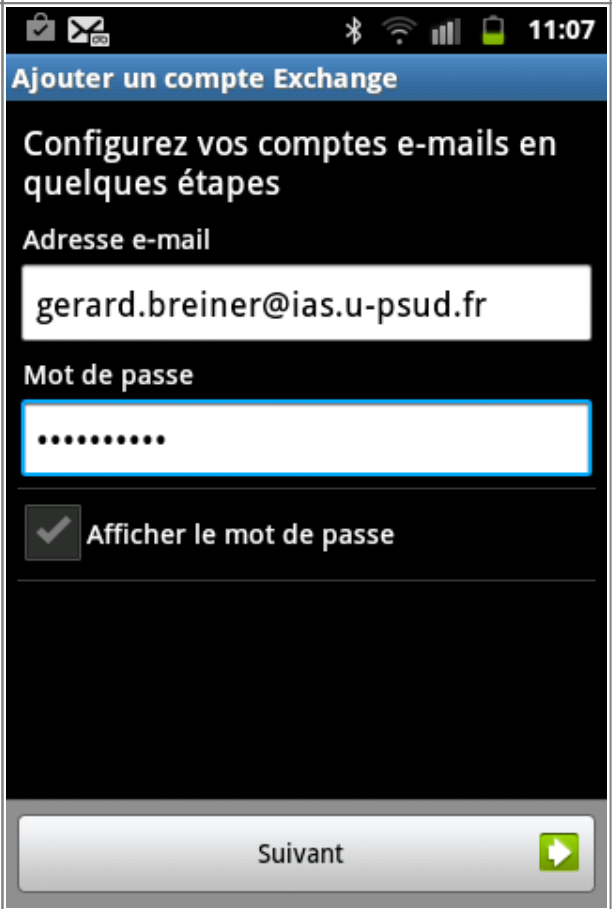 11:07
Ajouter un compte Exchange
Configurez vos comptes e-mails en
quelques étapes
Adresse e-mail
gerard.breiner@ias.u-psud.fr
Mot de passe
••••••••••
Afficher le mot de passe
Suivant